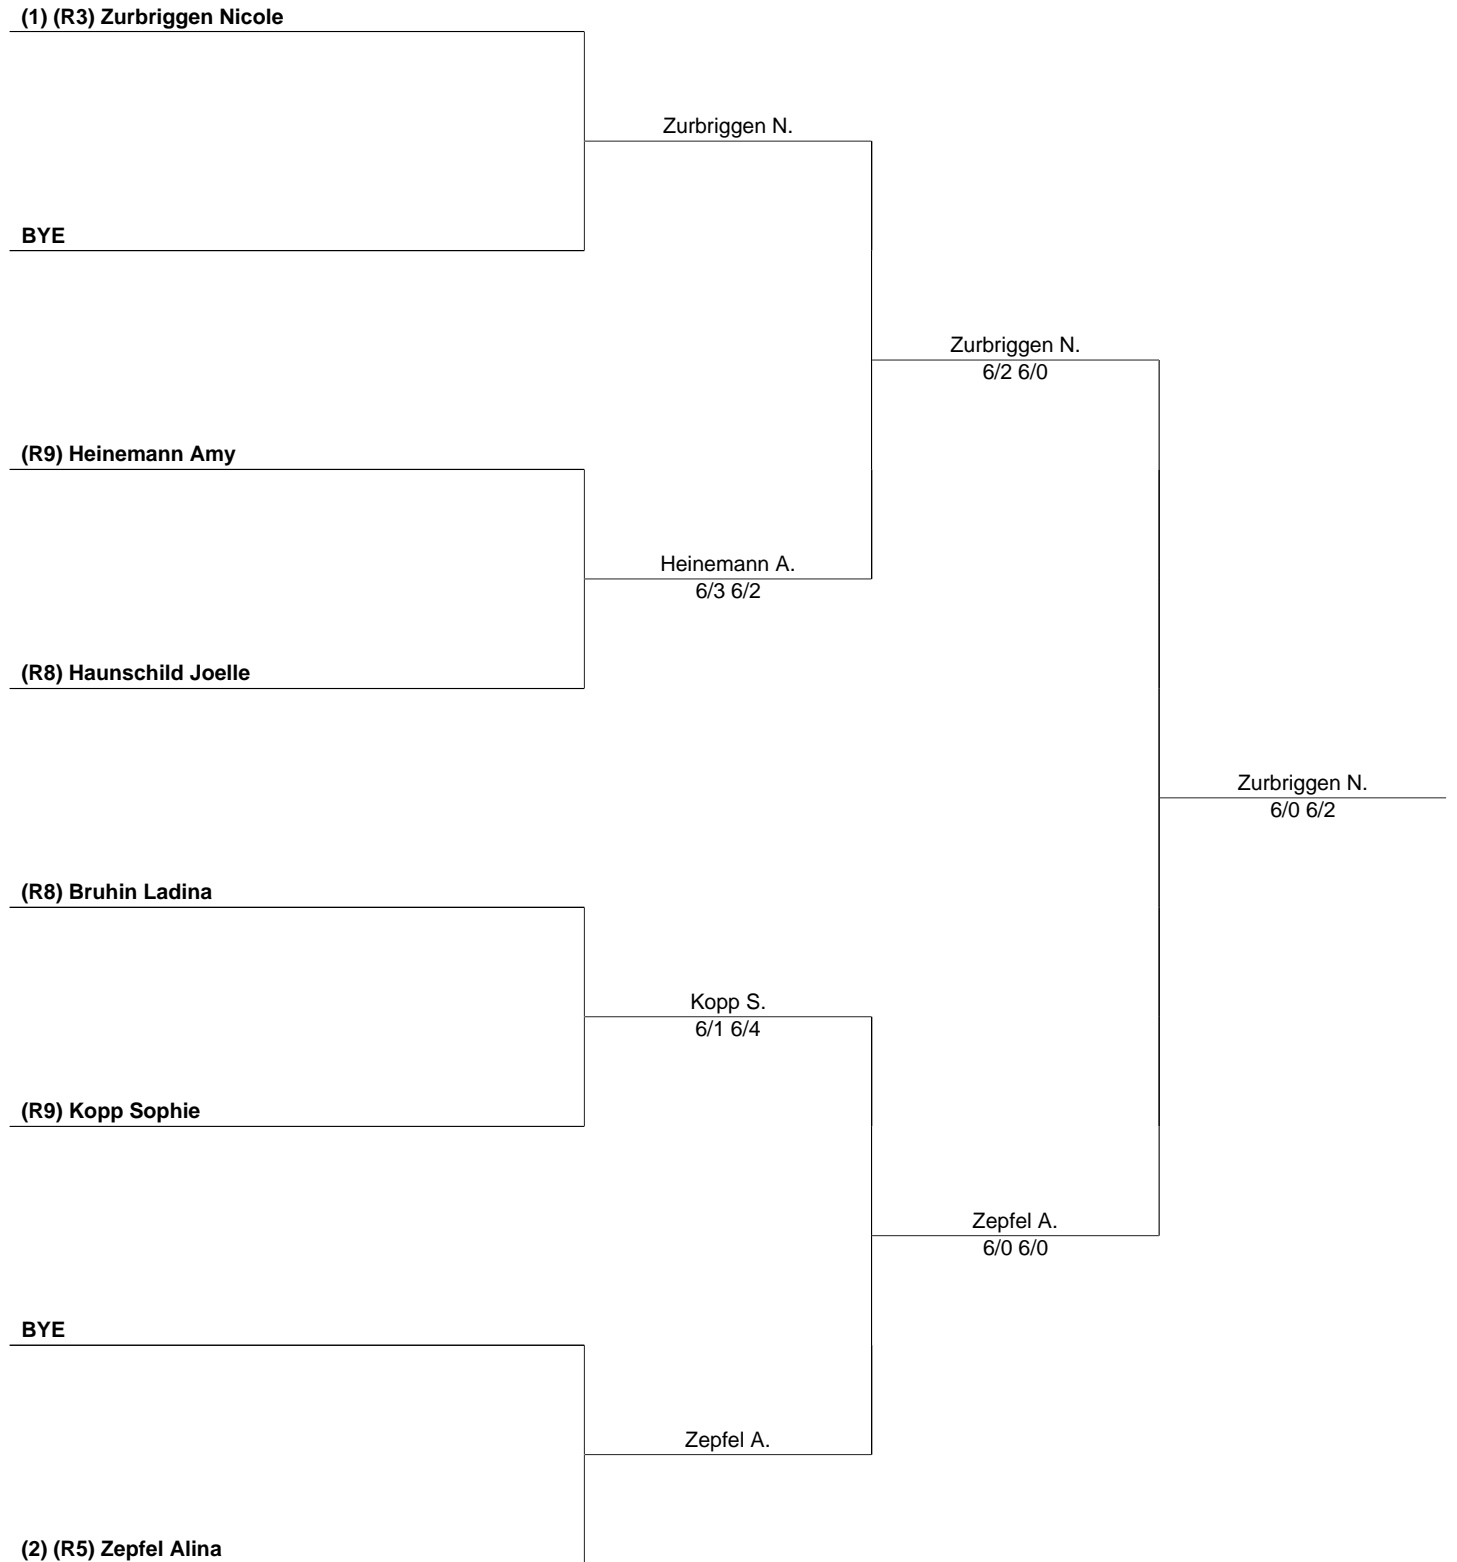 (1) (R3) Zurbriggen Nicole
Zurbriggen N.
BYE
Zurbriggen N.
6/2 6/0
(R9) Heinemann Amy
Heinemann A.
6/3 6/2
(R8) Haunschild Joelle
Zurbriggen N.
6/0 6/2
(R8) Bruhin Ladina
Kopp S.
6/1 6/4
(R9) Kopp Sophie
Zepfel A.
6/0 6/0
BYE
Zepfel A.
(2) (R5) Zepfel Alina